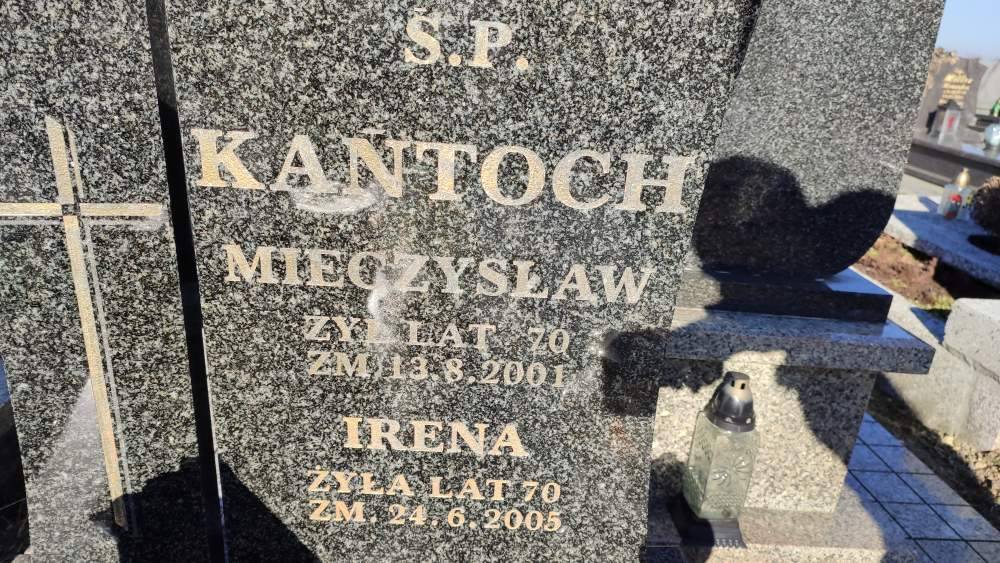 Ś.P.
KAŃTOCH
MIECZYSŁAW
ŻYŁ LAT 70
ZM. 13.8.2001
IRENA
ŻYŁA LAT 70
ZM. 24.6.2005